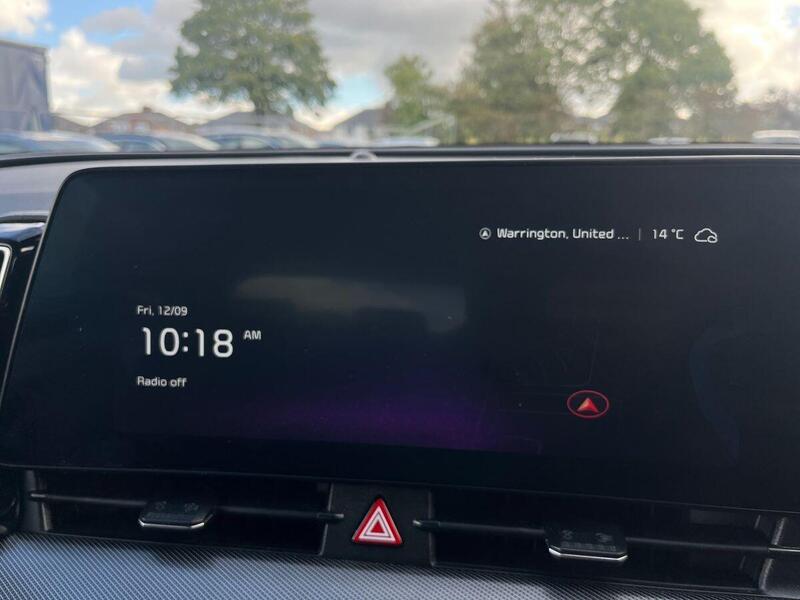 Warrington, United ... | 14 °C
Fri, 12/09
10:18 AM
Radio off